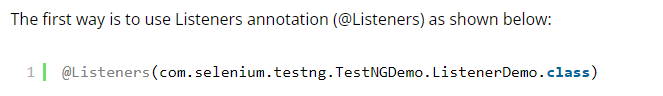 The first way is to use Listeners annotation (@Listeners) as shown below:
1 @Listeners(com.selenium.testng.TestNGDemo.ListenerDemo.class)